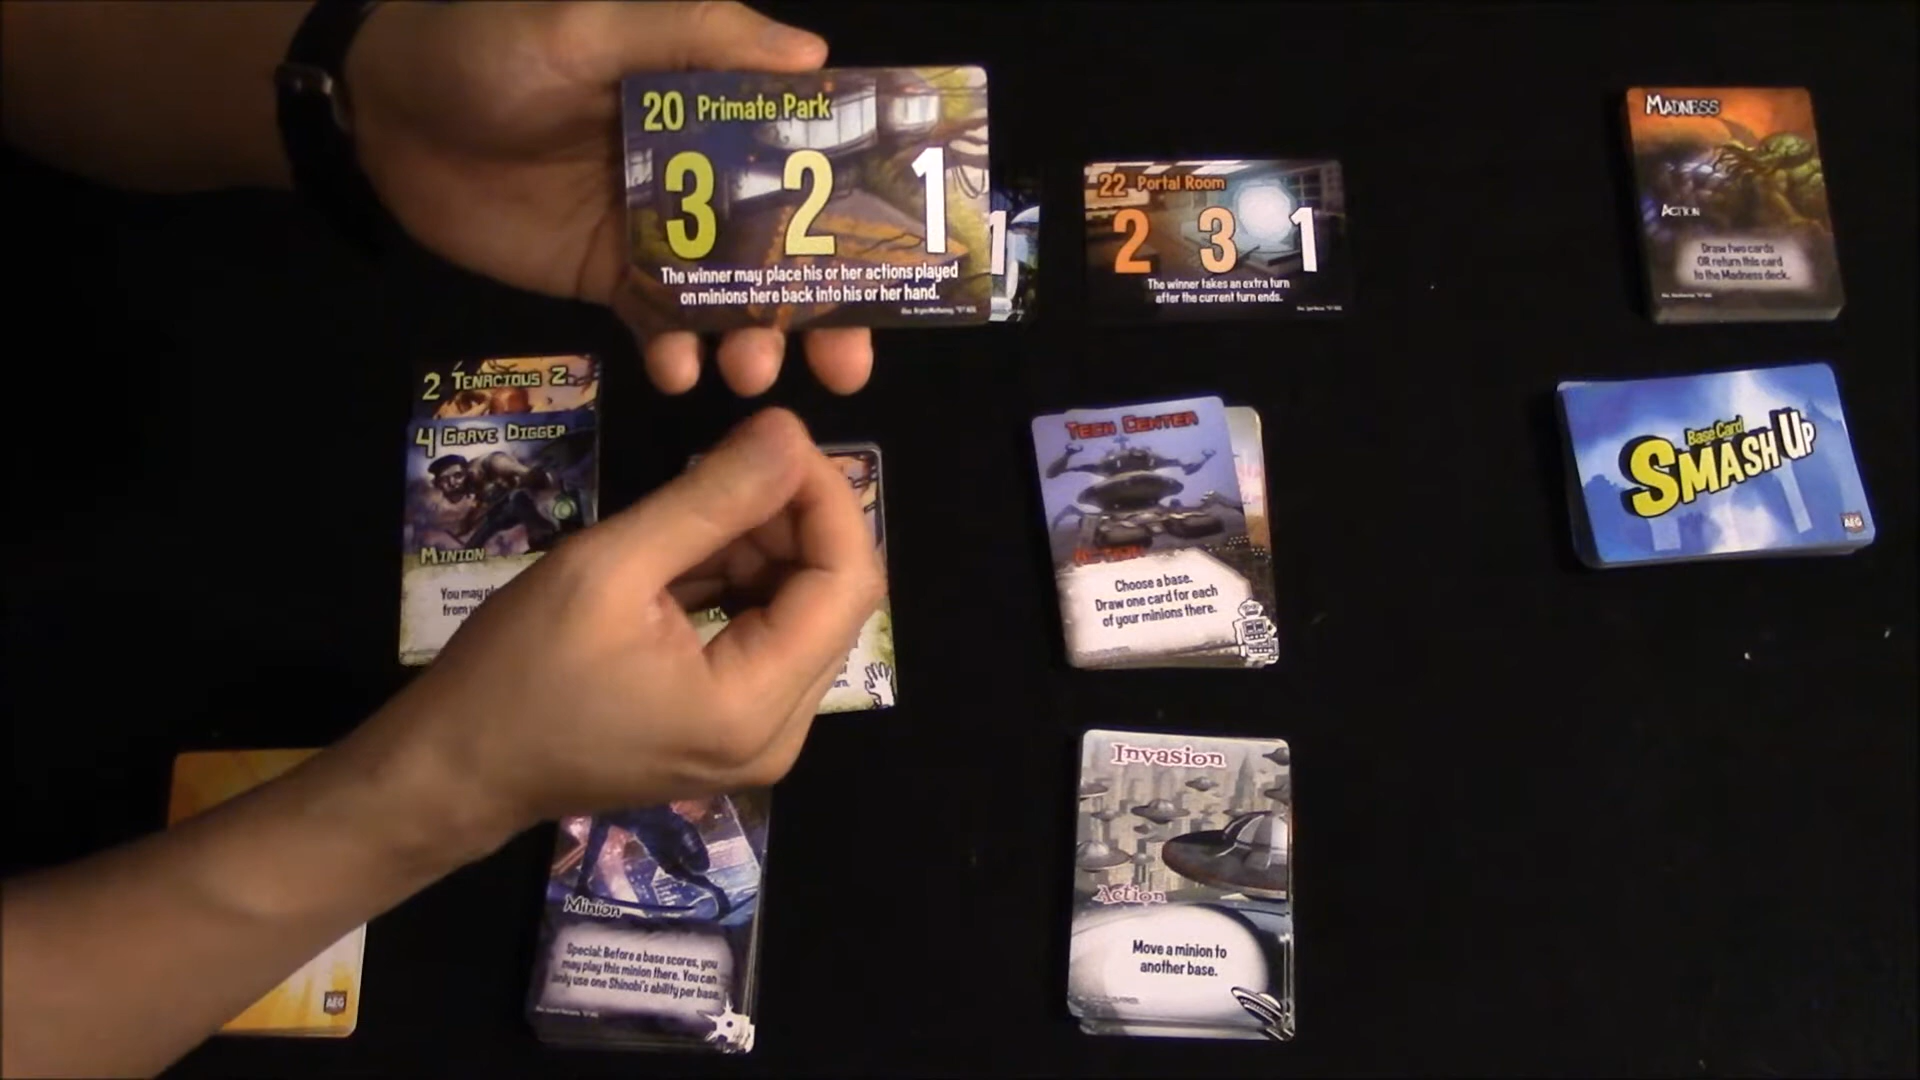 20 Primate Park
3 2 1
The winner may place his or her actions played
on minions here back into his or her hand.
1
22 Portal Room
2 3 1
The winner takes an extra turn
after the current turn ends.
Madness
Action
Draw two cards
OR return this card
to the Madness deck.
2 Tenacious Z
4 Grave Digger
Minion
You may
from
Tech Center
Action
Choose a base.
Draw one card for each
of your minions there.
Base Card
Smash Up
AEG
Invasion
Action
Move a minion to
another base.
Minion
Special: Before a base scores, you
may play this minion there. You can
only use one Shinobi's ability per base.
AEG